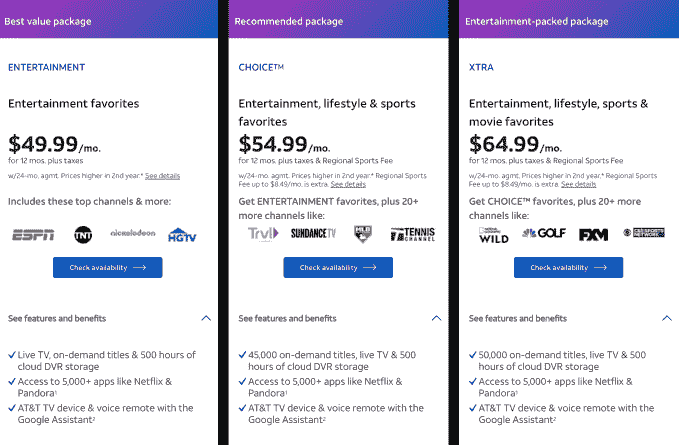 Best value package
ENTERTAINMENT
Entertainment favorites
$49.99/mo.
for 12 mos. plus taxes
w/24-mo. agmt. Prices higher in 2nd year.* See details
Includes these top channels & more:
ESPN TNT nickelodeon HGTV
Check availability
See features and benefits
Live TV, on-demand titles & 500 hours of
cloud DVR storage
Access to 5,000+ apps like Netflix &
Pandora¹
AT&T TV device & voice remote with the
Google Assistant²
Recommended package
CHOICE™
Entertainment, lifestyle & sports
favorites
$54.99/mo.
for 12 mos. plus taxes & Regional Sports Fee
w/24-mo. agmt. Prices higher in 2nd year.* Regional Sports
Fee up to $8.49/mo. is extra. See details
Get ENTERTAINMENT favorites, plus 20+
more channels like:
Trvl SUNDANCETV MLB TENNIS CHANNEL
Check availability
See features and benefits
45,000 on-demand titles, live TV & 500
hours of cloud DVR storage
Access to 5,000+ apps like Netflix &
Pandora¹
AT&T TV device & voice remote with the
Google Assistant²
Entertainment-packed package
XTRA
Entertainment, lifestyle, sports &
movie favorites
$64.99/mo.
for 12 mos. plus taxes & Regional Sports Fee
w/24-mo. agmt. Prices higher in 2nd year.* Regional Sports
Fee up to $8.49/mo. is extra. See details
Get CHOICE™ favorites, plus 20+ more
channels like:
WILD GOLF FXM CBS SPORTS NETWORK
Check availability
See features and benefits
50,000 on-demand titles, live TV & 500
hours of cloud DVR storage
Access to 5,000+ apps like Netflix &
Pandora¹
AT&T TV device & voice remote with the
Google Assistant²